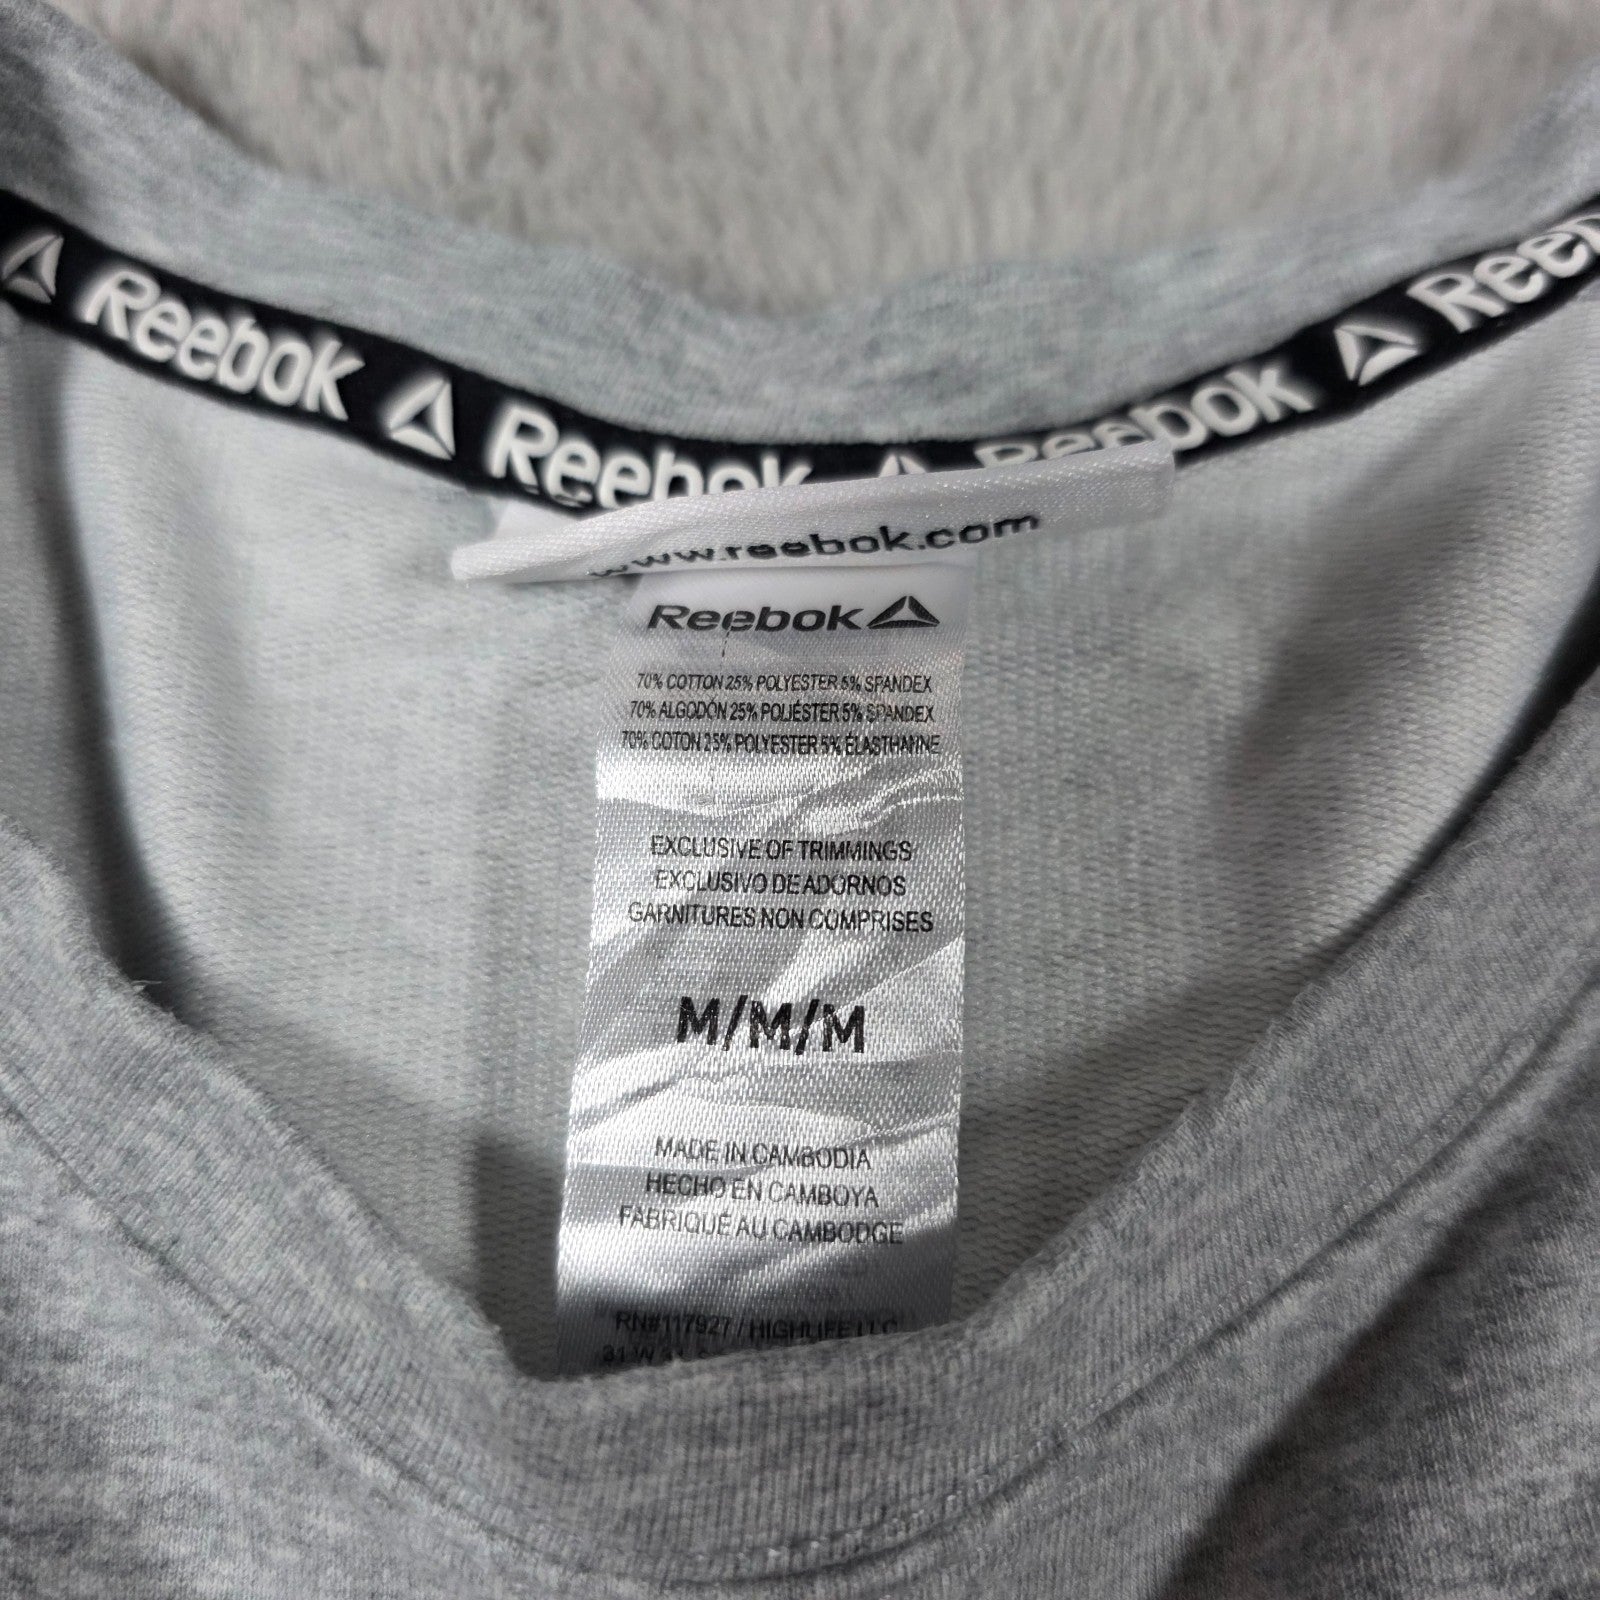 Reebok Reebok Reebok
www.reebok.com
Reebok
70% COTTON 25% POLYESTER 5% SPANDEX
70% ALGODÓN 25% POLIÉSTER 5% SPANDEX
70% COTON 25% POLYESTER 5% ÉLASTHANNE
EXCLUSIVE OF TRIMMINGS
EXCLUSIVO DE ADORNOS
GARNITURES NON COMPRISES
M/M/M
MADE IN CAMBODIA
HECHO EN CAMBOYA
FABRIQUÉ AU CAMBODGE
RN#117927 / HIGHLIFE LLC
31 W